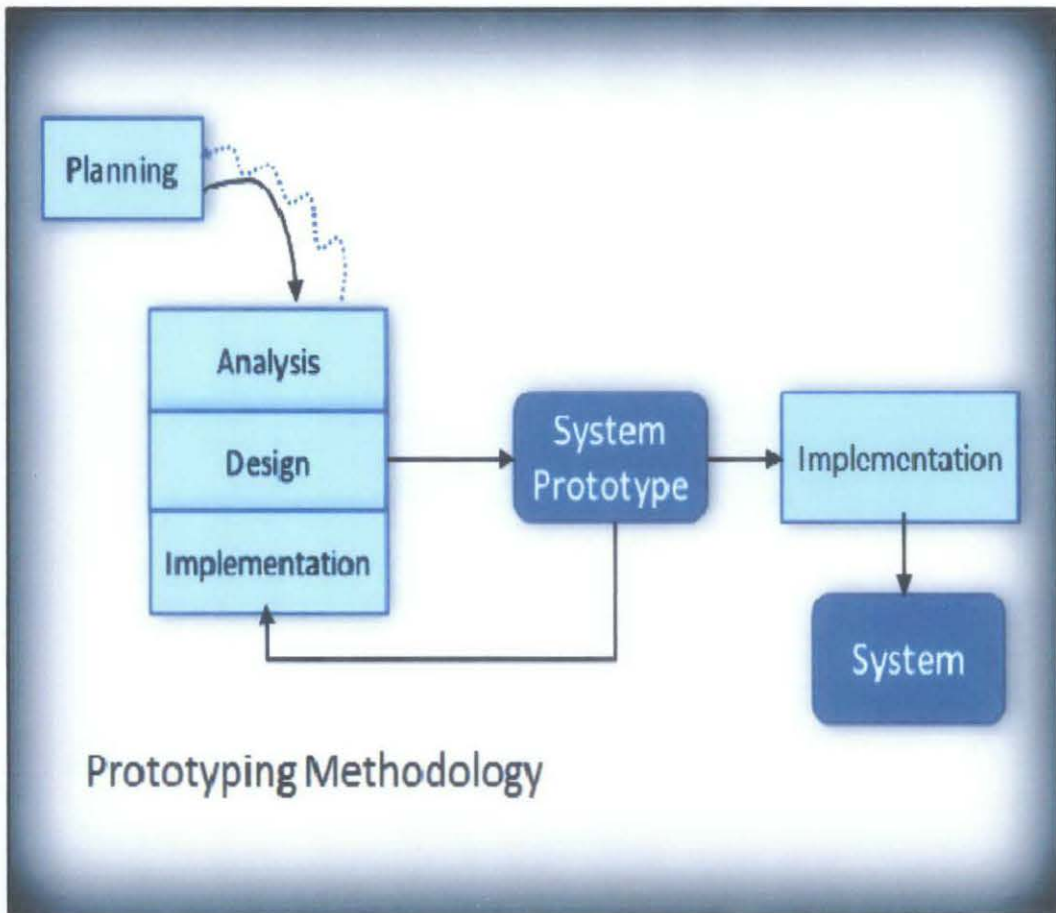 Planning
Analysis
Design
Implementation
System
Prototype
Implementation
System
Prototyping Methodology